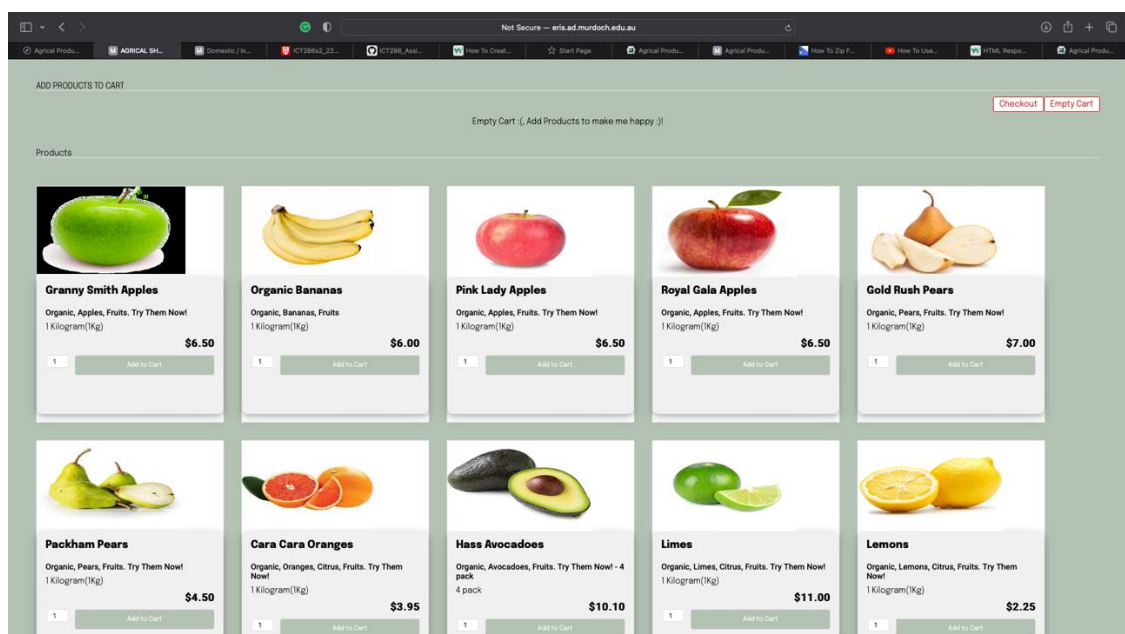 Not Secure — eris.ad.murdoch.edu.au
Agrical Produ... AGRICAL SH... Domestic / In... ICT286x2_22... ICT286_Assi... How To Creat... Start Page Agrical Produ... Agrical Produ... How To Zip F... How To Use... HTML Respo... Agrical Produ...
ADD PRODUCTS TO CART
Checkout Empty Cart
Empty Cart :(, Add Products to make me happy :)!
Products
Granny Smith Apples
Organic, Apples, Fruits. Try Them Now!
1 Kilogram(1Kg)
$6.50
1 Add to Cart
Organic Bananas
Organic, Bananas, Fruits
1 Kilogram(1Kg)
$6.00
1 Add to Cart
Pink Lady Apples
Organic, Apples, Fruits. Try Them Now!
1 Kilogram(1Kg)
$6.50
1 Add to Cart
Royal Gala Apples
Organic, Apples, Fruits. Try Them Now!
1 Kilogram(1Kg)
$6.50
1 Add to Cart
Gold Rush Pears
Organic, Pears, Fruits. Try Them Now!
1 Kilogram(1Kg)
$7.00
1 Add to Cart
Packham Pears
Organic, Pears, Fruits. Try Them Now!
1 Kilogram(1Kg)
$4.50
1 Add to Cart
Cara Cara Oranges
Organic, Oranges, Citrus, Fruits. Try Them
Now!
1 Kilogram(1Kg)
$3.95
1 Add to Cart
Hass Avocadoes
Organic, Avocadoes, Fruits. Try Them Now! - 4
pack
4 pack
$10.10
1 Add to Cart
Limes
Organic, Limes, Citrus, Fruits. Try Them Now!
1 Kilogram(1Kg)
$11.00
1 Add to Cart
Lemons
Organic, Lemons, Citrus, Fruits. Try Them
Now!
1 Kilogram(1Kg)
$2.25
1 Add to Cart